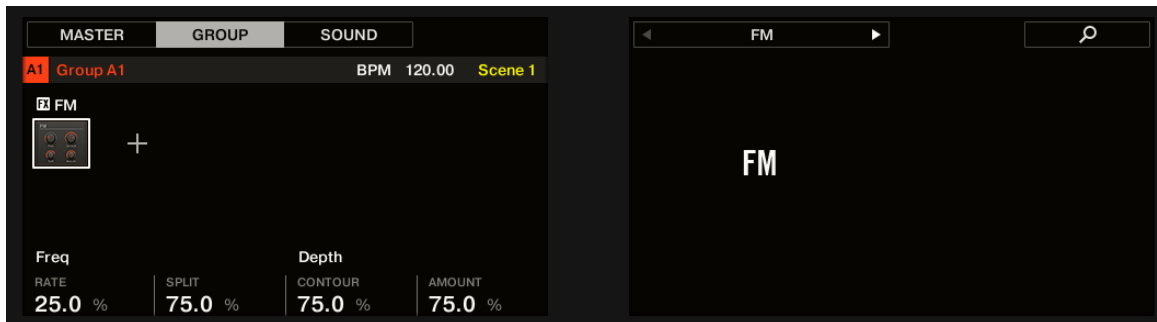 MASTER GROUP SOUND
A1 Group A1 BPM 120.00 Scene 1
FX FM
Freq Depth
RATE SPLIT CONTOUR AMOUNT
25.0 % 75.0 % 75.0 % 75.0 %
FM
FM